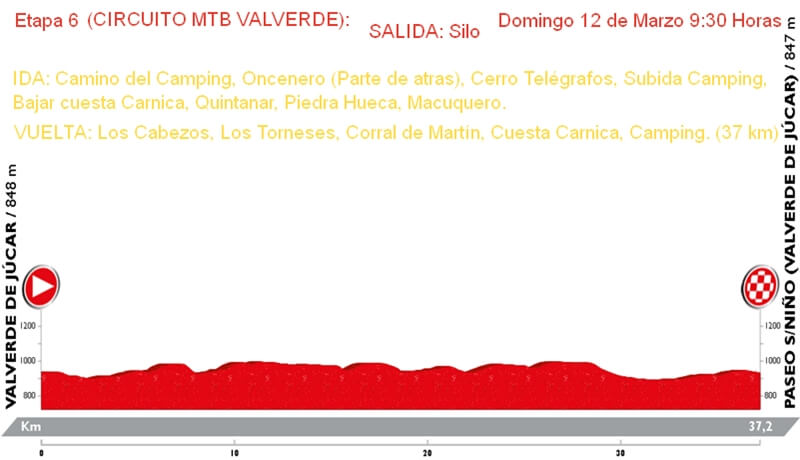 Etapa 6 (CIRCUITO MTB VALVERDE):
SALIDA: Silo
Domingo 12 de Marzo 9:30 Horas
IDA: Camino del Camping, Oncenero (Parte de atras), Cerro Telégrafos, Subida Camping,
Bajar cuesta Carnica, Quintanar, Piedra Hueca, Macuquero.
VUELTA: Los Cabezos, Los Torneses, Corral de Martín, Cuesta Carnica, Camping. (37 km)
VALVERDE DE JÚCAR / 848 m
PASEO S/NIÑO (VALVERDE DE JÚCAR) / 847 m
1200
1000
800
1200
1000
800
Km
37,2
0
10
20
30